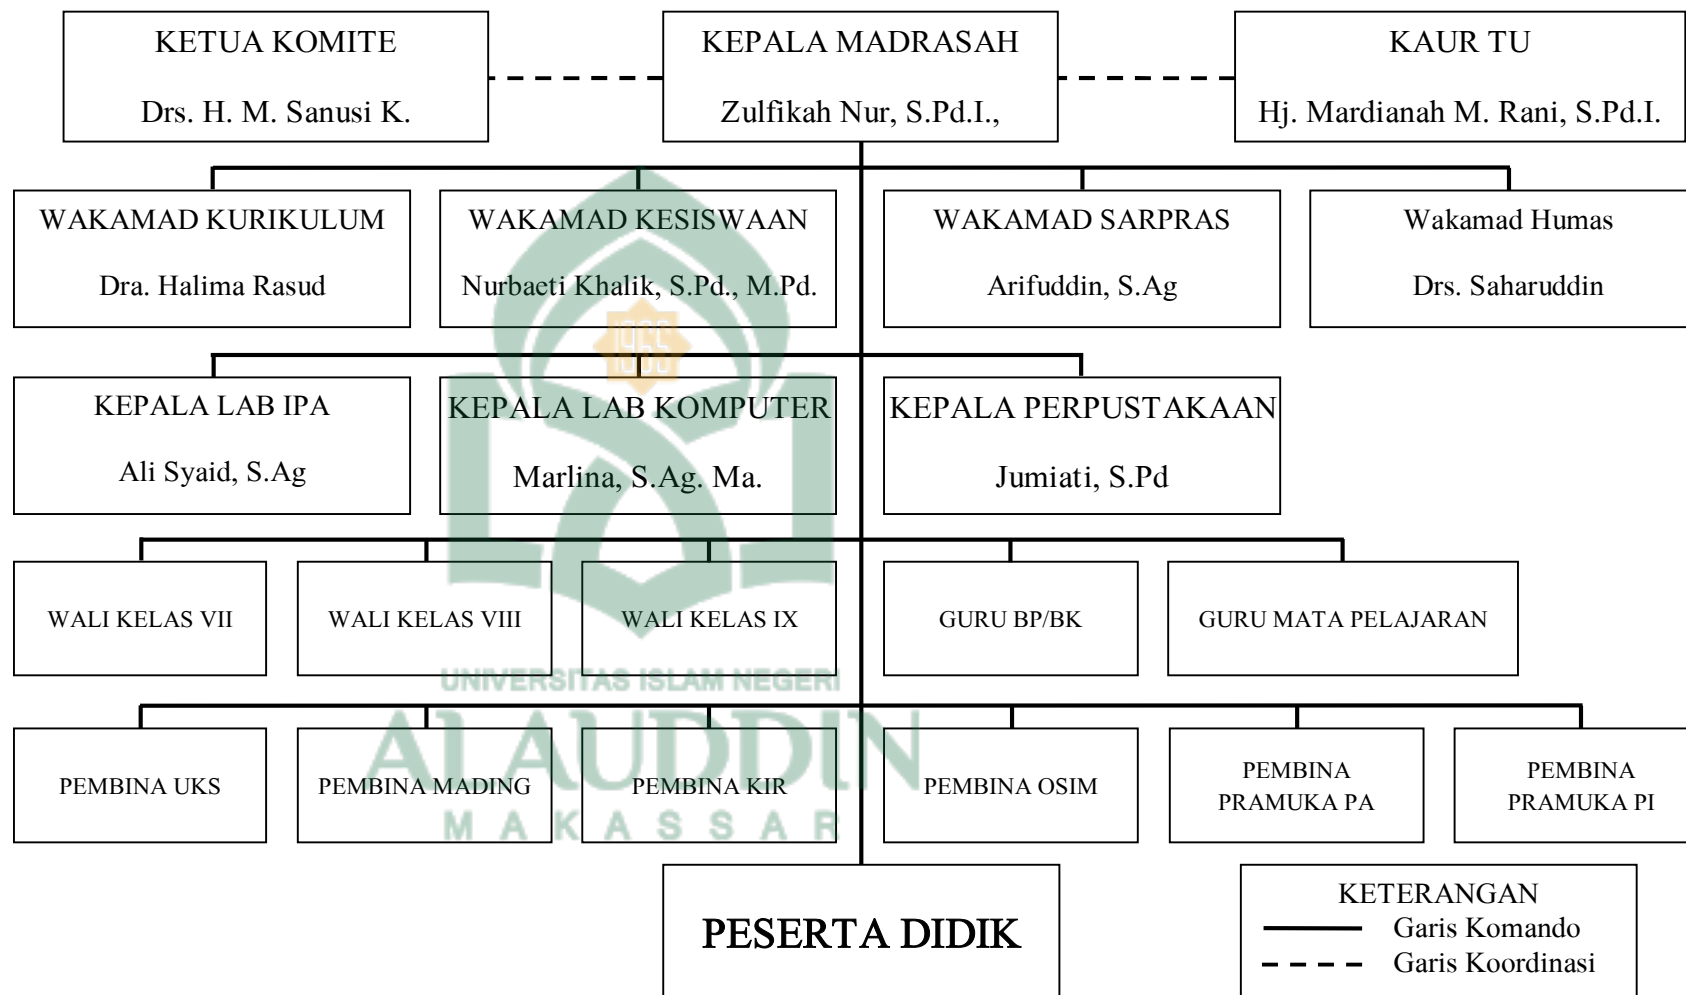 KETUA KOMITE
Drs. H. M. Sanusi K.
KEPALA MADRASAH
Zulfikah Nur, S.Pd.I.,
KAUR TU
Hj. Mardianah M. Rani, S.Pd.I.
WAKAMAD KURIKULUM
Dra. Halima Rasud
WAKAMAD KESISWAAN
Nurbaeti Khalik, S.Pd., M.Pd.
WAKAMAD SARPRAS
Arifuddin, S.Ag
Wakamad Humas
Drs. Saharuddin
1965
KEPALA LAB IPA
Ali Syaid, S.Ag
KEPALA LAB KOMPUTER
Marlina, S.Ag. Ma.
KEPALA PERPUSTAKAAN
Jumiati, S.Pd
WALI KELAS VII
WALI KELAS VIII
WALI KELAS IX
GURU BP/BK
GURU MATA PELAJARAN
UNIVERSITAS ISLAM NEGERI
ALAUDDIN
MAKASSAR
PEMBINA UKS
PEMBINA MADING
PEMBINA KIR
PEMBINA OSIM
PEMBINA
PRAMUKA PA
PEMBINA
PRAMUKA PI
PESERTA DIDIK
KETERANGAN
Garis Komando
Garis Koordinasi